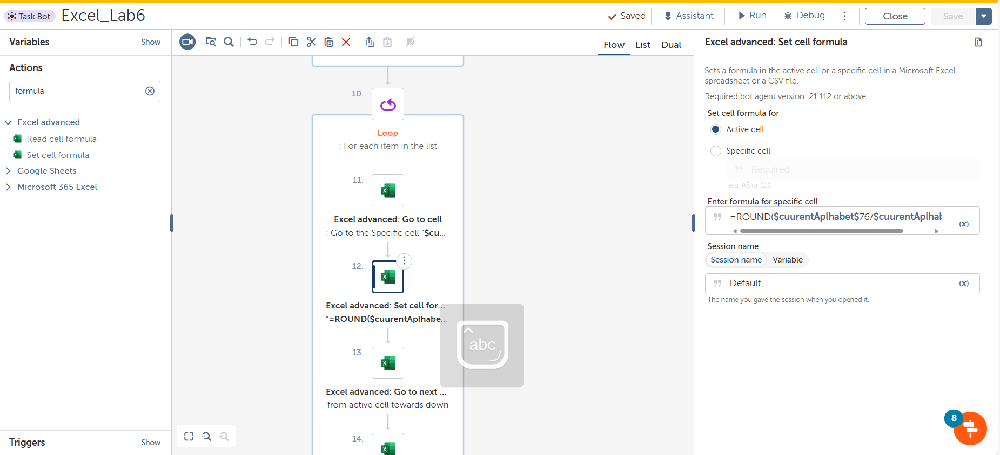 Task Bot
Excel_Lab6
Saved
Assistant
Run
Debug
Close
Save
Variables
Show
Actions
formula
Excel advanced
Read cell formula
Set cell formula
Google Sheets
Microsoft 365 Excel
Triggers
Show
Flow
List
Dual
10.
Loop
: For each item in the list
11.
Excel advanced: Go to cell
: Go to the Specific cell "$cu...
12.
Excel advanced: Set cell for...
"=ROUND($cuurentAplhabe...
13.
Excel advanced: Go to next ...
from active cell towards down
14.
abc
Excel advanced: Set cell formula
Sets a formula in the active cell or a specific cell in a Microsoft Excel
spreadsheet or a CSV file.
Required bot agent version: 21.112 or above
Set cell formula for
Active cell
Specific cell
Required
e.g. A5 or B10
Enter formula for specific cell
=ROUND($cuurentAplhabet$76/$cuurentAplhab
(x)
Session name
Session name
Variable
Default
(x)
The name you gave the session when you opened it.
8